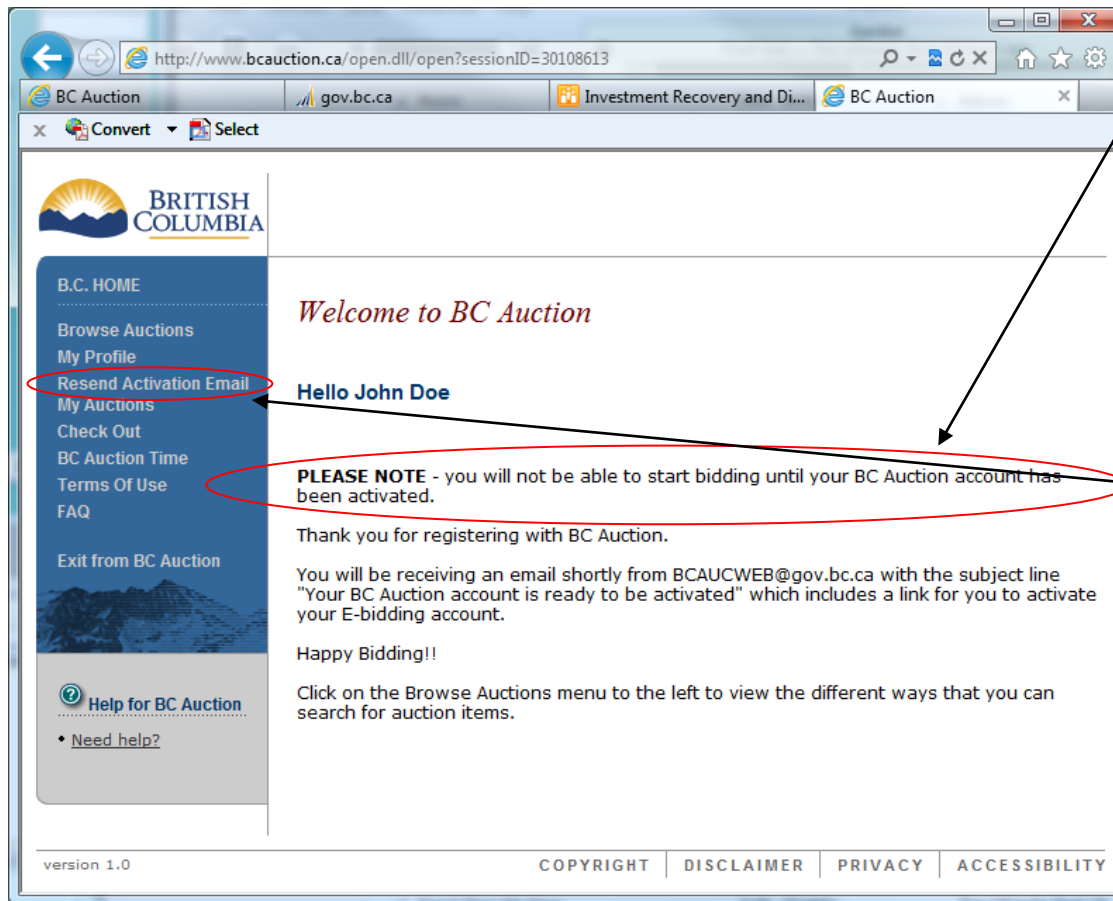 http://www.bcauction.ca/open.dll/open?sessionID=30108613
BC Auction
gov.bc.ca
Investment Recovery and Di...
BC Auction
x Convert Select
BRITISH
COLUMBIA
B.C. HOME
Browse Auctions
My Profile
Resend Activation Email
My Auctions
Check Out
BC Auction Time
Terms Of Use
FAQ
Exit from BC Auction
Help for BC Auction
• Need help?
Welcome to BC Auction
Hello John Doe
PLEASE NOTE - you will not be able to start bidding until your BC Auction account has
been activated.
Thank you for registering with BC Auction.
You will be receiving an email shortly from BCAUCWEB@gov.bc.ca with the subject line
"Your BC Auction account is ready to be activated" which includes a link for you to activate
your E-bidding account.
Happy Bidding!!
Click on the Browse Auctions menu to the left to view the different ways that you can
search for auction items.
version 1.0
COPYRIGHT DISCLAIMER PRIVACY ACCESSIBILITY